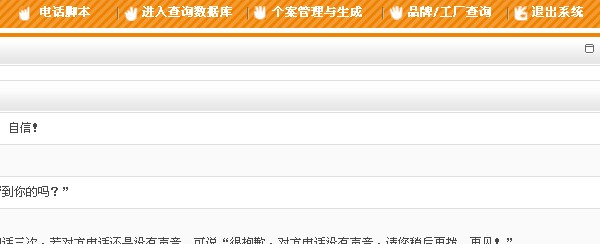 电话脚本 进入查询数据库 个案管理与生成 品牌/工厂查询 退出系统
自信！
到你的吗？”
话三次，若对方电话还是没有声音，可说“很抱歉，对方电话没有声音，请您稍后再拨，再见！”